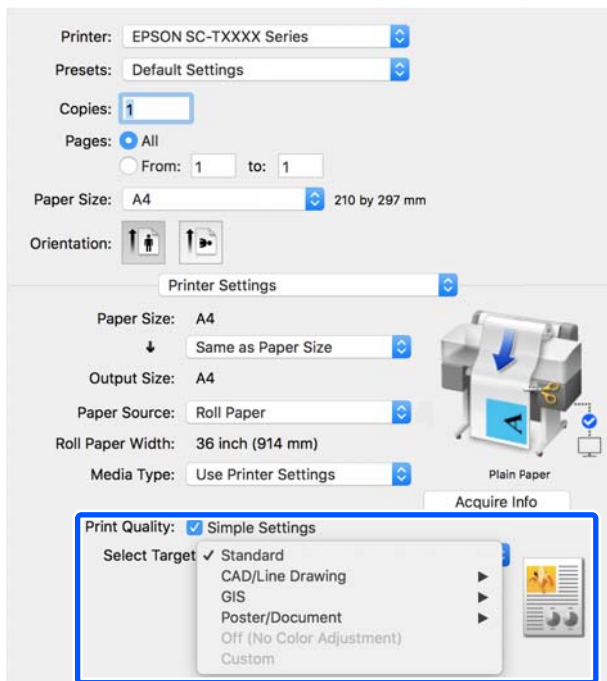 Printer: EPSON SC-TXXXX Series
Presets: Default Settings
Copies: 1
Pages: All
From: 1 to: 1
Paper Size: A4 210 by 297 mm
Orientation:
Printer Settings
Paper Size: A4
Same as Paper Size
Output Size: A4
Paper Source: Roll Paper
Roll Paper Width: 36 inch (914 mm)
Media Type: Use Printer Settings
A
Plain Paper
Acquire Info
Print Quality: Simple Settings
Select Target ✓ Standard
CAD/Line Drawing
GIS
Poster/Document
Off (No Color Adjustment)
Custom